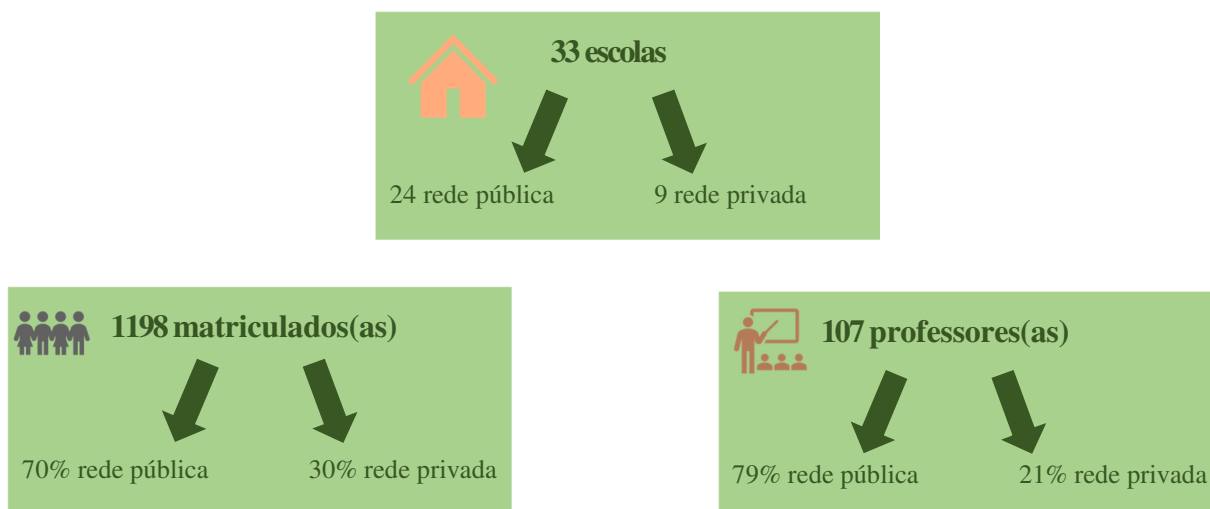 33 escolas
24 rede pública
9 rede privada
1198 matriculados(as)
70% rede pública
30% rede privada
107 professores(as)
79% rede pública
21% rede privada